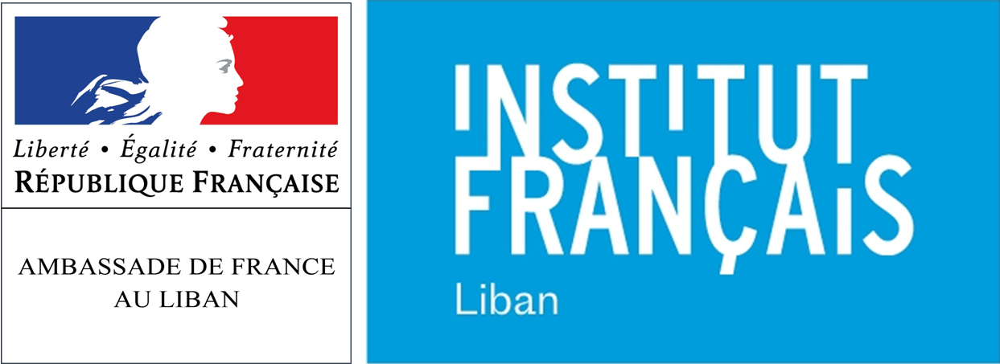 Liberté • Égalité • Fraternité
RÉPUBLIQUE FRANÇAISE
AMBASSADE DE FRANCE
AU LIBAN
INSTITUT
FRANÇAIS
Liban